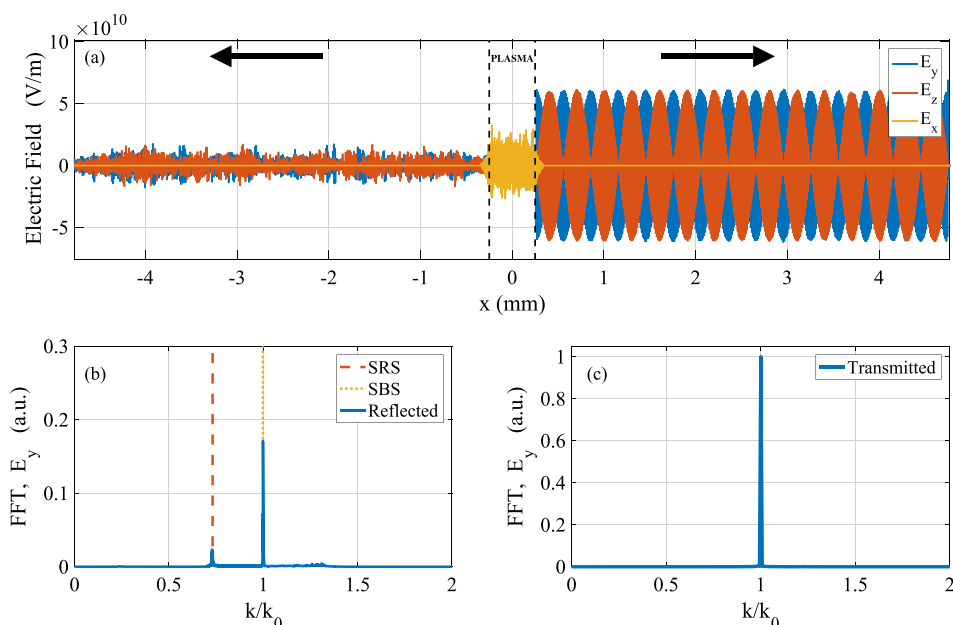 ×10^10
(a)
PLASMA
10
5
0
-5
Electric Field (V/m)
E_y
E_z
E_x
-4 -3 -2 -1 0 1 2 3 4
x (mm)
(b)
0.3
0.2
0.1
0
FFT, E_y (a.u.)
SRS
SBS
Reflected
0 0.5 1 1.5 2
k/k_0
(c)
1
0.8
0.6
0.4
0.2
0
FFT, E_y (a.u.)
Transmitted
0 0.5 1 1.5 2
k/k_0